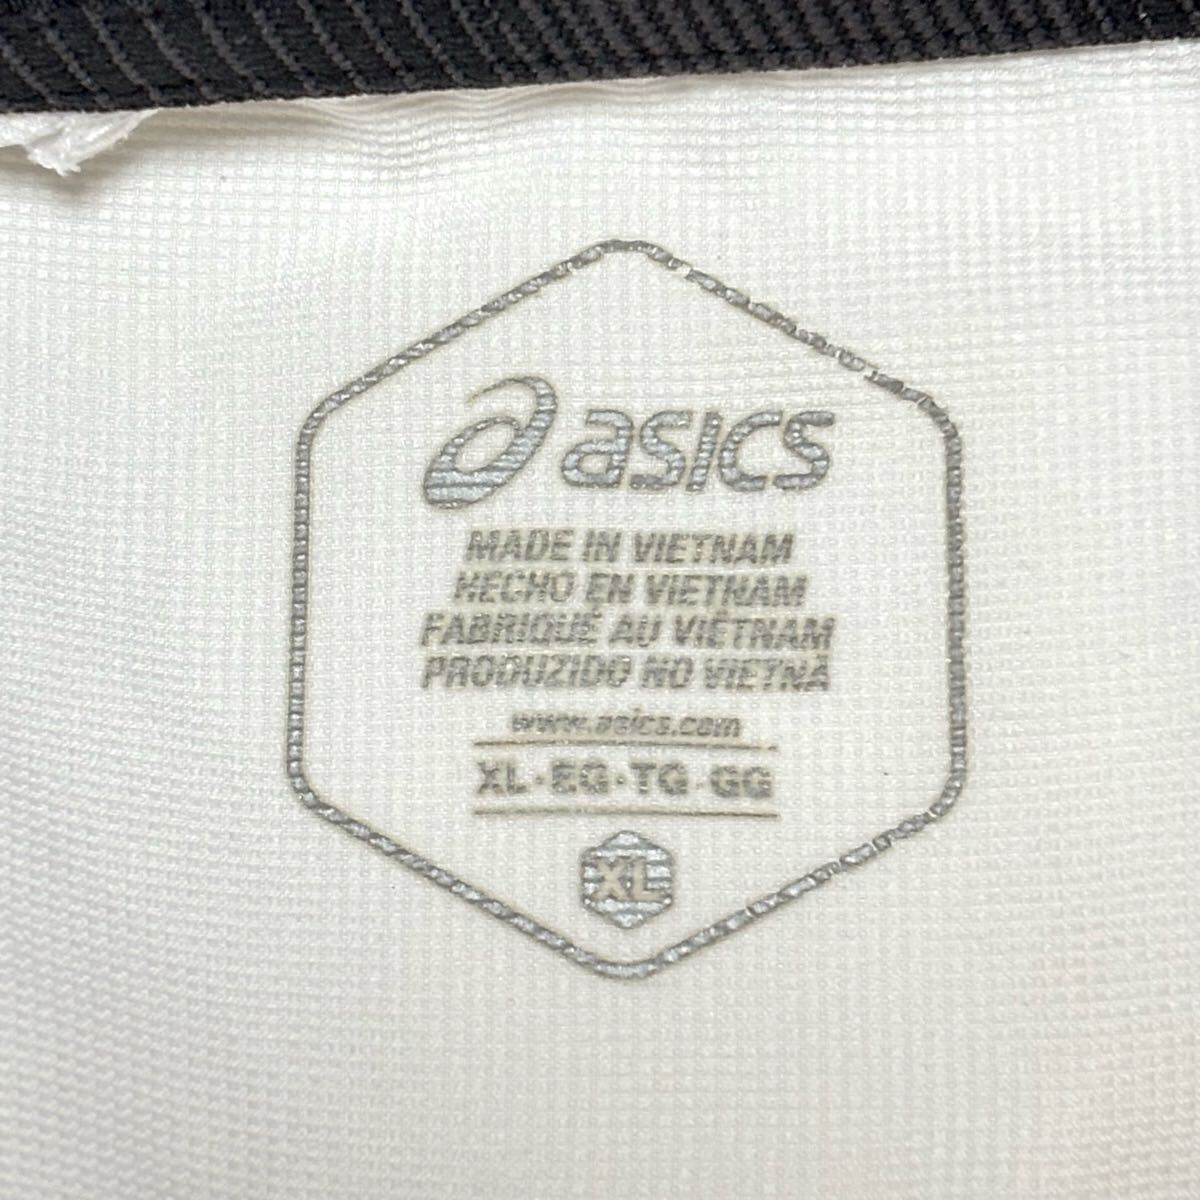 asics
MADE IN VIETNAM
HECHO EN VIETNAM
FABRIQUÉ AU VIÊTNAM
PRODUZIDO NO VIETNÃ
www.asics.com
XL·EG·TG·GG
XL